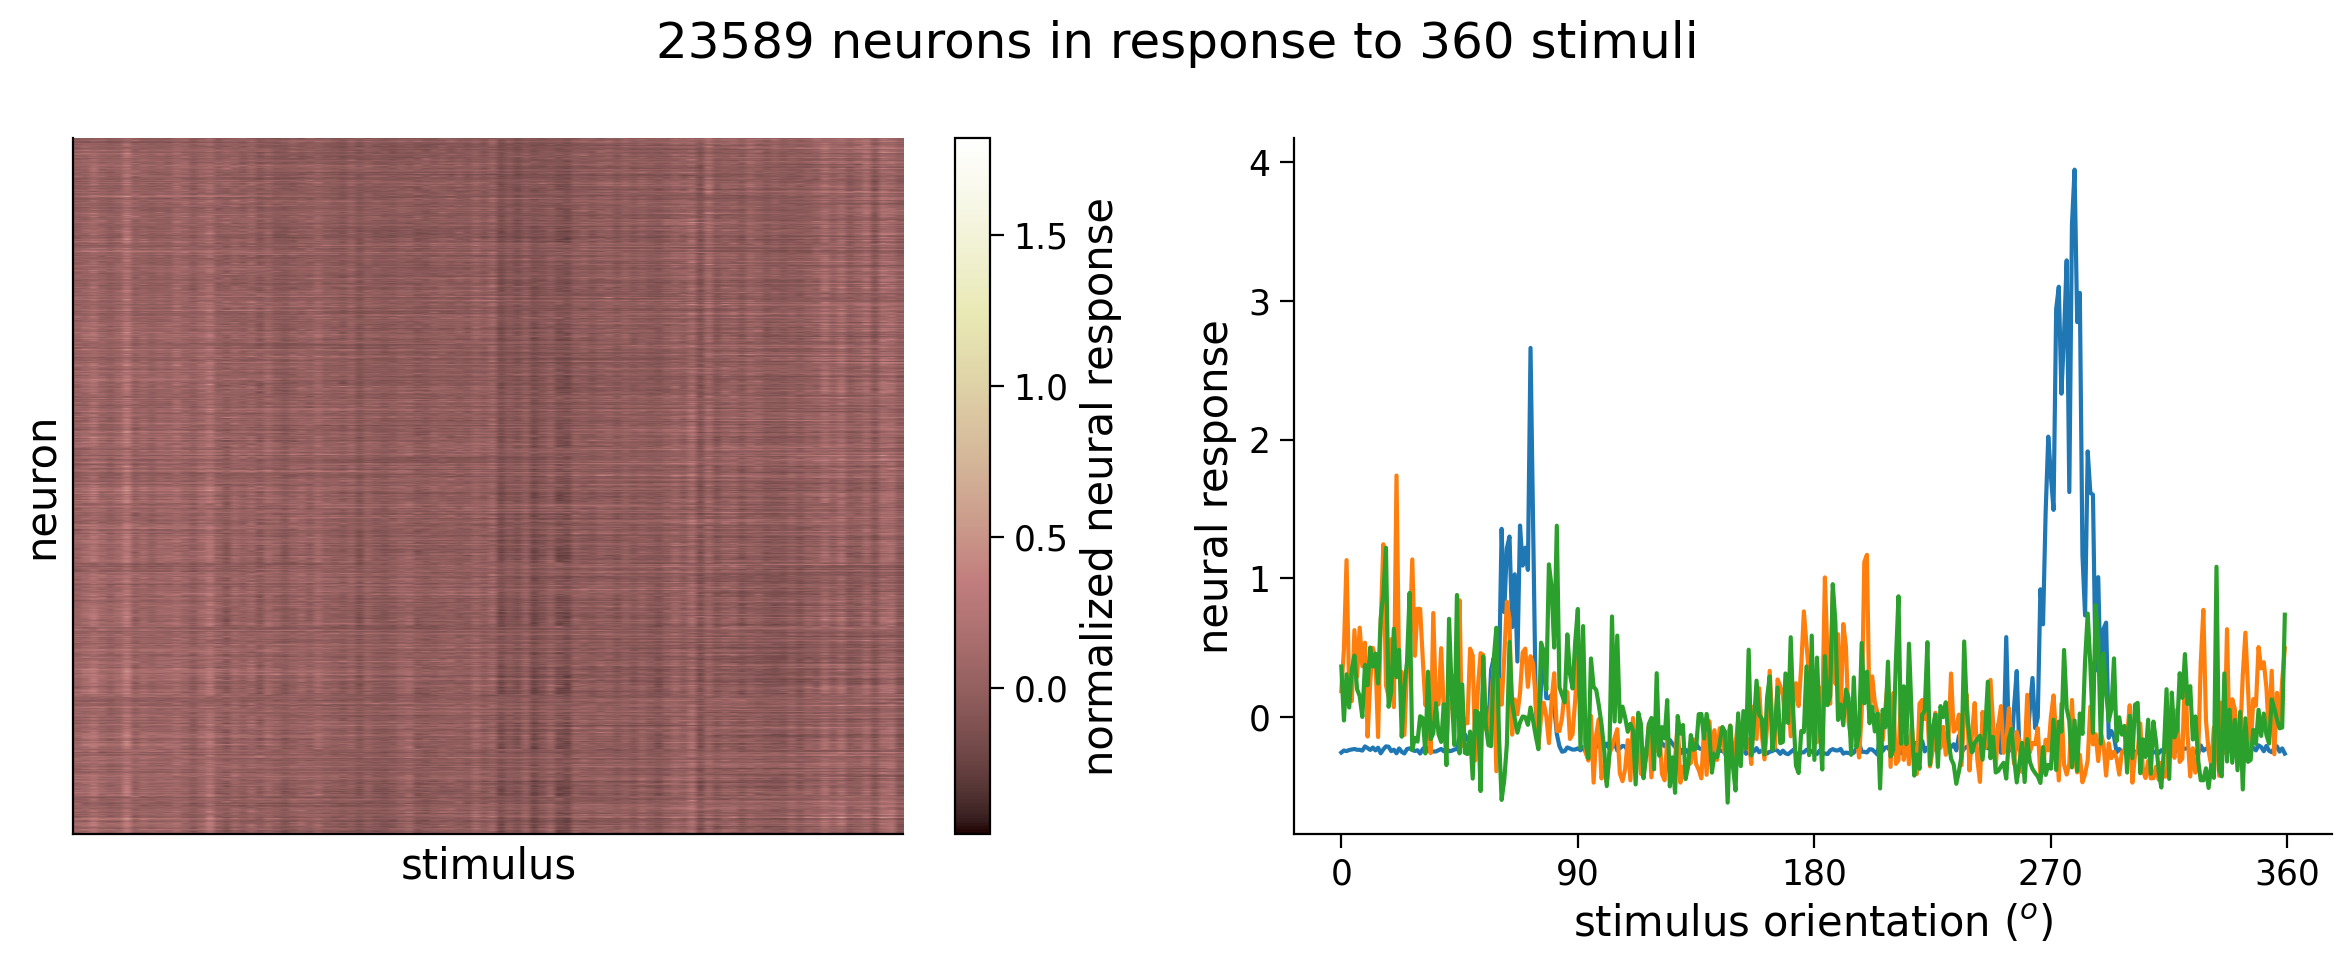 23589 neurons in response to 360 stimuli
neuron
stimulus
1.5
1.0
0.5
0.0
normalized neural response
neural response
4
3
2
1
0
0 90 180 270 360
stimulus orientation (o)